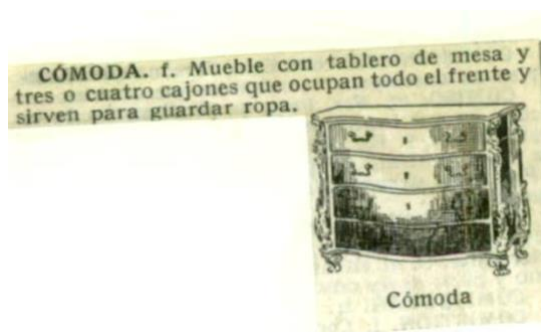 CÓMODA. f. Mueble con tablero de mesa y
tres o cuatro cajones que ocupan todo el frente y
sirven para guardar ropa.
Cómoda